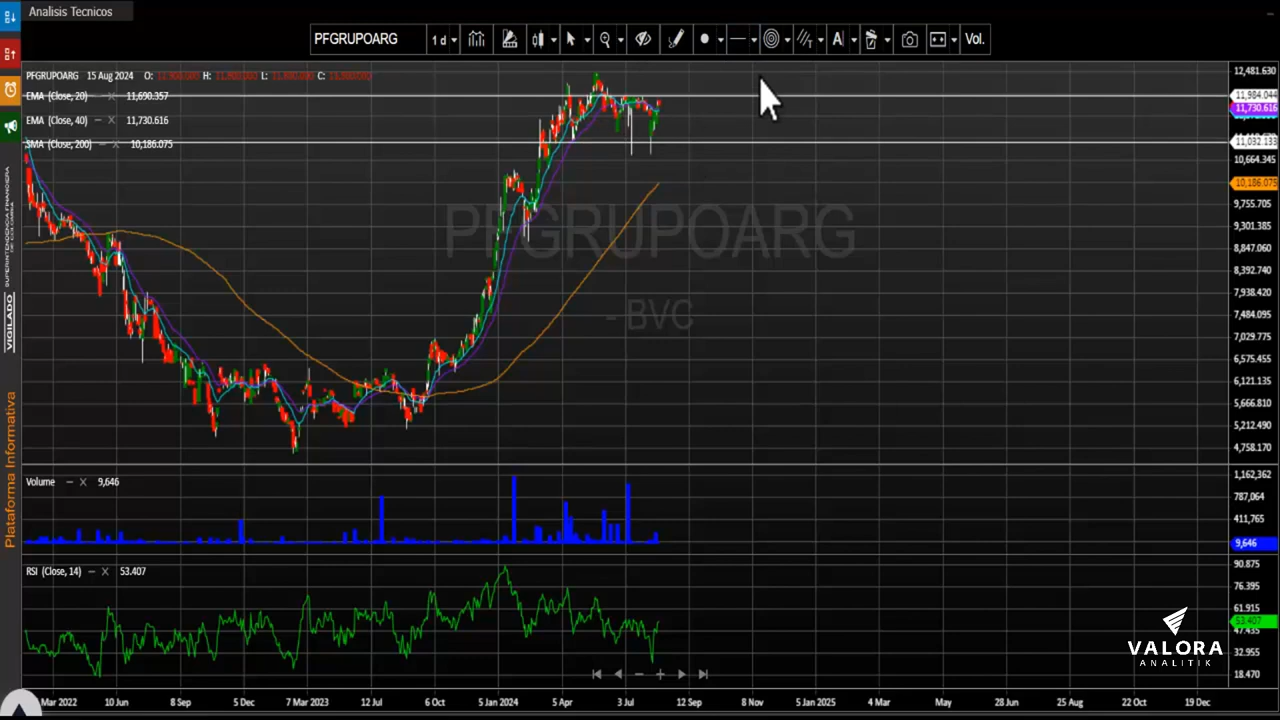 Analisis Tecnicos
PFGRUPOARG 1 d Vol.
PFGRUPOARG 15 Aug 2024 O: H: L: C:
EMA (Close, 20) 11,690.357
EMA (Close, 40) 11,730.616
SMA (Close, 200) 10,186.075
12,481.630
11,984.044
11,730.616
11,032.133
10,664.345
10,186.075
9,755.705
9,301.385
8,847.060
8,392.740
7,938.420
7,484.095
7,029.775
6,575.455
6,121.135
5,666.810
5,212.490
4,758.170
PFGRUPOARG
- BVC
Volume 9,646
1,162,362
787,064
411,765
9,646
RSI (Close, 14) 53.407
90.875
76.395
61.915
53.407
47.435
32.955
18.470
VALORA
ANALITIK
Mar 2022 10 Jun 8 Sep 5 Dec 7 Mar 2023 12 Jul 6 Oct 5 Jan 2024 5 Apr 3 Jul 12 Sep 8 Nov 5 Jan 2025 4 Mar May 28 Jun 25 Aug 22 Oct 19 Dec
VIGILADO
Plataforma Informativa